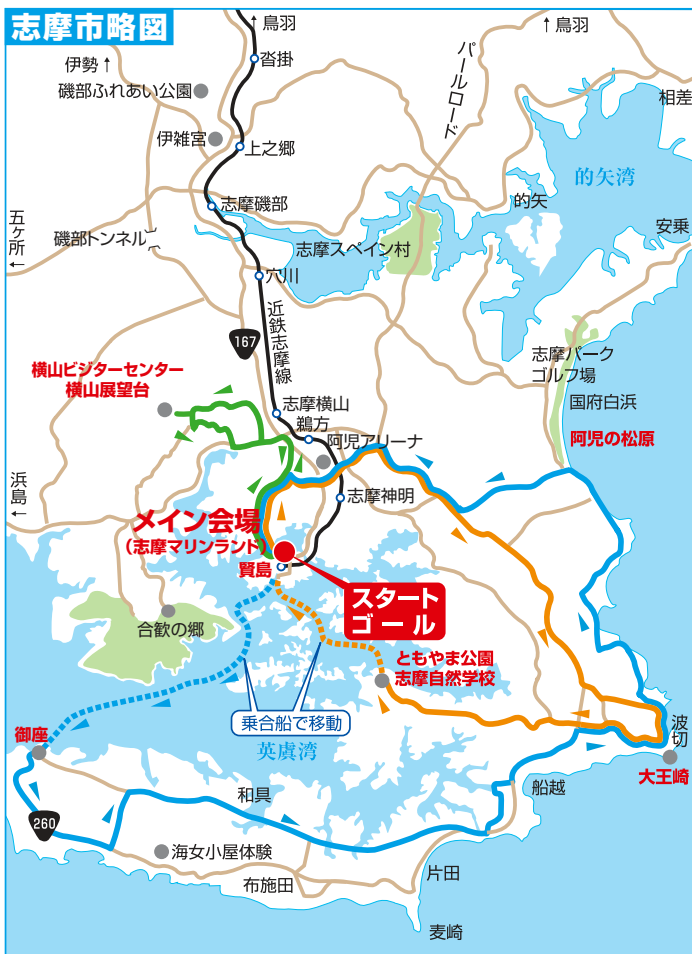 志摩市略図
↑鳥羽
↑鳥羽
沓掛
伊勢↑
磯部ふれあい公園
パールロード
相差
伊雑宮
上之郷
的矢湾
志摩磯部
的矢
安乗
五ヶ所←
磯部トンネル
志摩スペイン村
穴川
近鉄志摩線
167
志摩パーク
ゴルフ場
横山ビジターセンター
横山展望台
国府白浜
志摩横山
鵜方
阿児アリーナ
阿児の松原
浜島←
志摩神明
メイン会場
(志摩マリンランド)
賢島
スタート
ゴール
合歓の郷
ともやま公園
志摩自然学校
乗合船で移動
英虞湾
御座
波切
大王崎
船越
和具
260
海女小屋体験
片田
布施田
麦崎